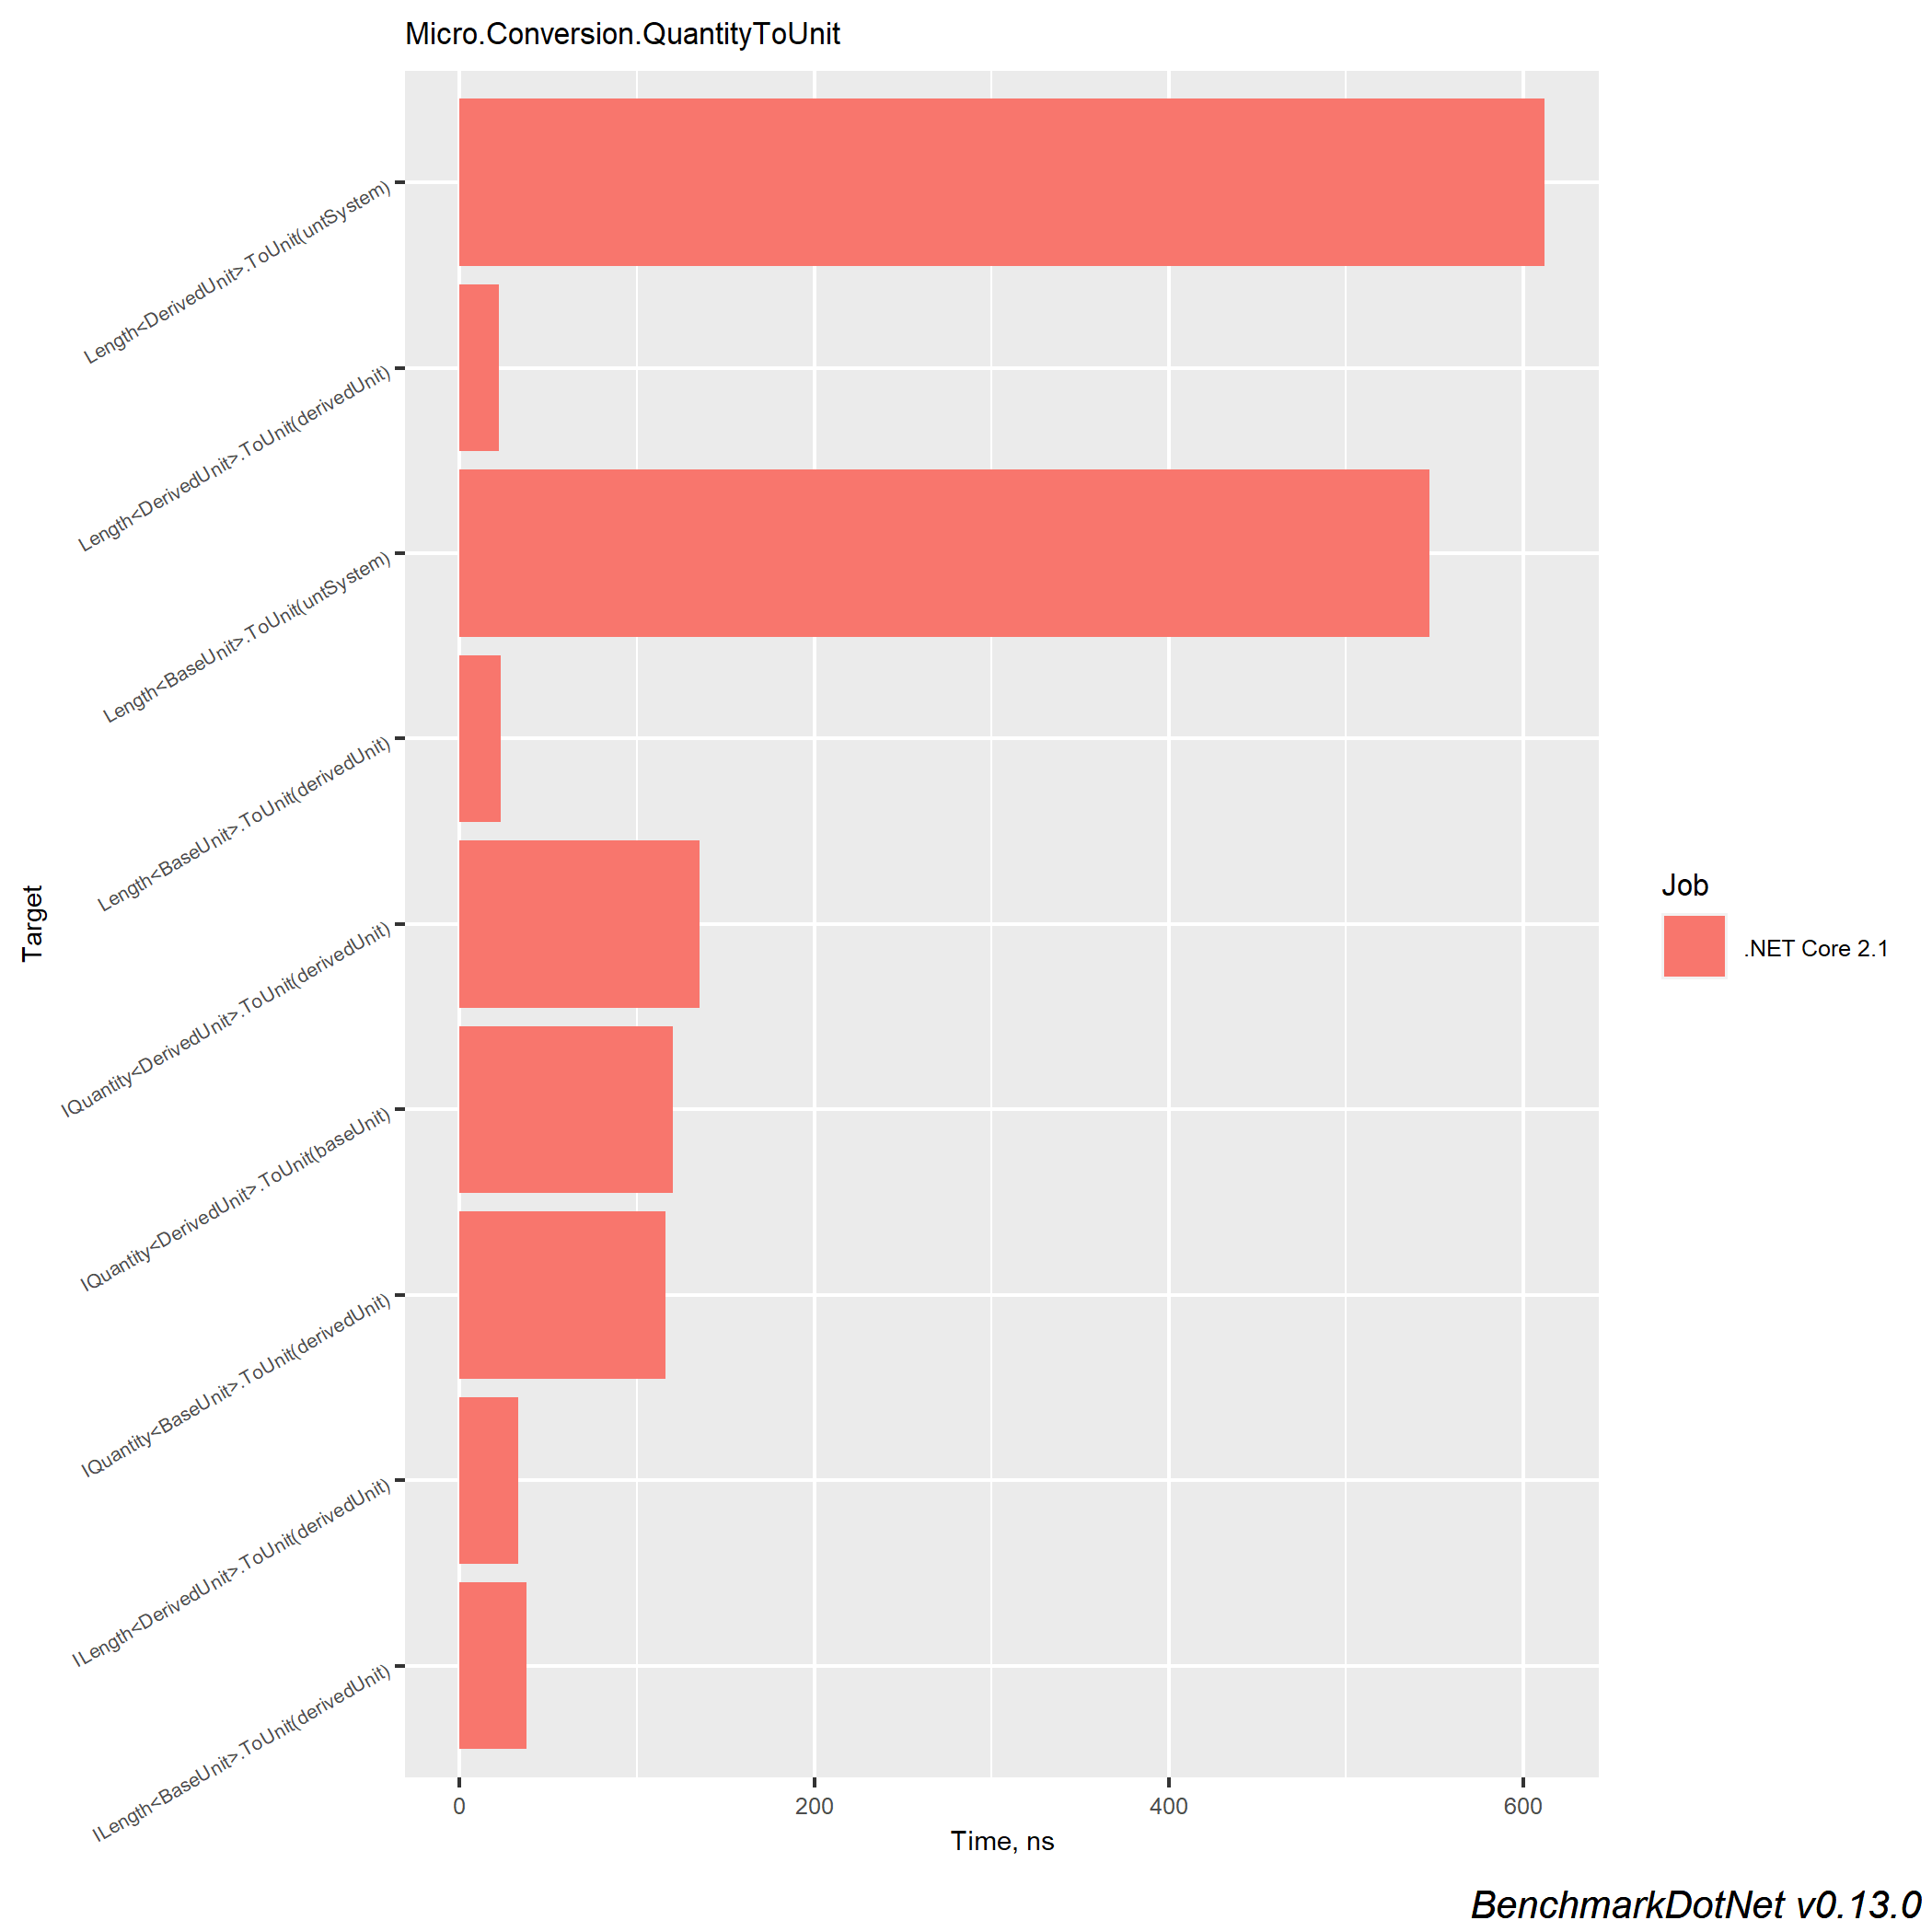 Micro.Conversion.QuantityToUnit
Length<DerivedUnit>.ToUnit(untSystem)
Length<DerivedUnit>.ToUnit(derivedUnit)
Length<BaseUnit>.ToUnit(untSystem)
Length<BaseUnit>.ToUnit(derivedUnit)
IQuantity<DerivedUnit>.ToUnit(derivedUnit)
IQuantity<DerivedUnit>.ToUnit(baseUnit)
IQuantity<BaseUnit>.ToUnit(derivedUnit)
ILength<DerivedUnit>.ToUnit(derivedUnit)
ILength<BaseUnit>.ToUnit(derivedUnit)
Target
0 200 400 600
Time, ns
Job
.NET Core 2.1
BenchmarkDotNet v0.13.0